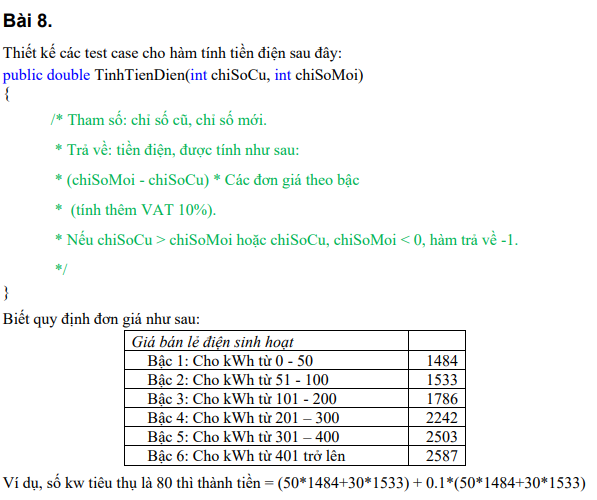 Bài 8.
Thiết kế các test case cho hàm tính tiền điện sau đây:
public double TinhTienDien(int chiSoCu, int chiSoMoi)
{
/* Tham số: chỉ số cũ, chỉ số mới.
* Trả về: tiền điện, được tính như sau:
* (chiSoMoi - chiSoCu) * Các đơn giá theo bậc
* (tính thêm VAT 10%).
* Nếu chiSoCu > chiSoMoi hoặc chiSoCu, chiSoMoi < 0, hàm trả về -1.
*/
}
Biết quy định đơn giá như sau:
Giá bán lẻ điện sinh hoạt
Bậc 1: Cho kWh từ 0 - 50 1484
Bậc 2: Cho kWh từ 51 - 100 1533
Bậc 3: Cho kWh từ 101 - 200 1786
Bậc 4: Cho kWh từ 201 – 300 2242
Bậc 5: Cho kWh từ 301 – 400 2503
Bậc 6: Cho kWh từ 401 trở lên 2587
Ví dụ, số kw tiêu thụ là 80 thì thành tiền = (50*1484+30*1533) + 0.1*(50*1484+30*1533)